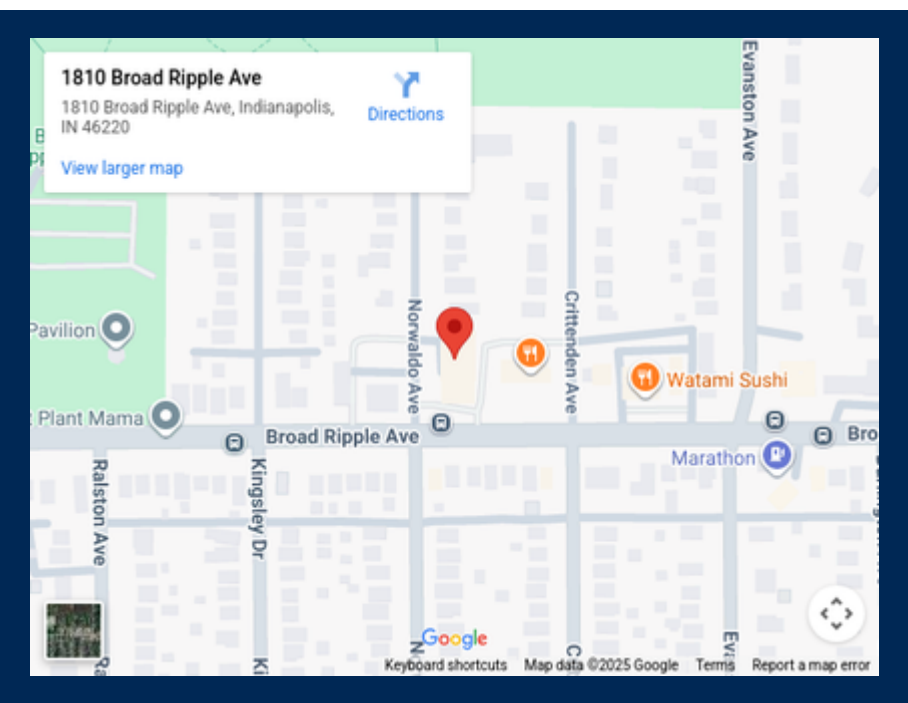 1810 Broad Ripple Ave
1810 Broad Ripple Ave, Indianapolis,
IN 46220
Directions
View larger map
Evanston Ave
Norwaldo Ave
Crittenden Ave
Pavilion
Watami Sushi
Plant Mama
Broad Ripple Ave
Bro
Marathon
Ralston Ave
Kingsley Dr
Google
Keyboard shortcuts
Map data ©2025 Google
Terms
Report a map error